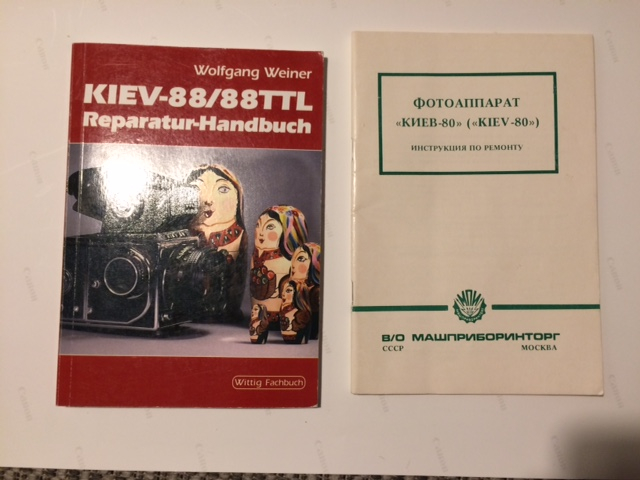 Wolfgang Weiner
KIEV-88/88TTL
Reparatur-Handbuch
Wittig Fachbuch
ФОТОАППАРАТ
«КИЕВ-80» («KIEV-80»)
ИНСТРУКЦИЯ ПО РЕМОНТУ
В/О МАШПРИБОРИНТОРГ
СССР МОСКВА